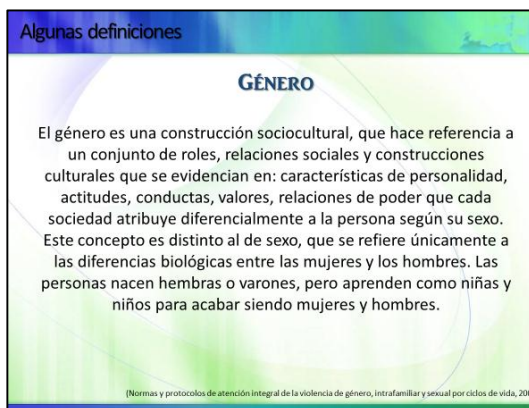 Algunas definiciones
GÉNERO
El género es una construcción sociocultural, que hace referencia a
un conjunto de roles, relaciones sociales y construcciones
culturales que se evidencian en: características de personalidad,
actitudes, conductas, valores, relaciones de poder que cada
sociedad atribuye diferencialmente a la persona según su sexo.
Este concepto es distinto al de sexo, que se refiere únicamente a
las diferencias biológicas entre las mujeres y los hombres. Las
personas nacen hembras o varones, pero aprenden como niñas y
niños para acabar siendo mujeres y hombres.
(Normas y protocolos de atención integral de la violencia de género, intrafamiliar y sexual por ciclos de vida,